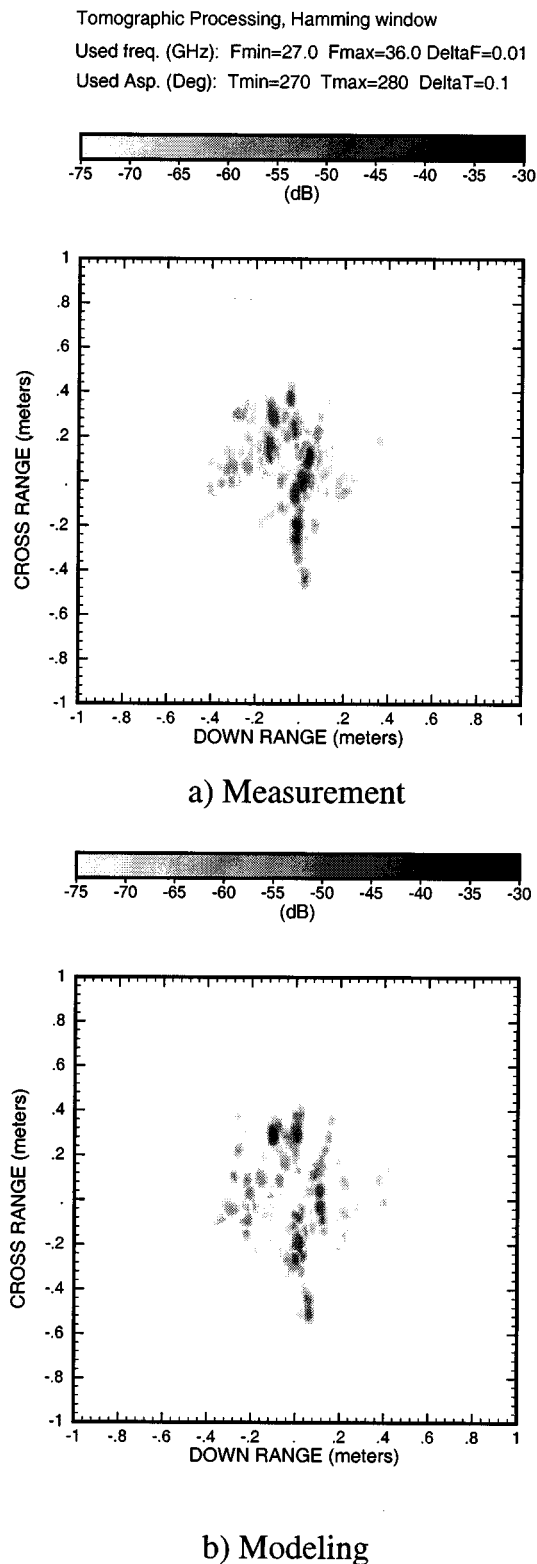 Tomographic Processing, Hamming window
Used freq. (GHz): Fmin=27.0 Fmax=36.0 DeltaF=0.01
Used Asp. (Deg): Tmin=270 Tmax=280 DeltaT=0.1
-75 -70 -65 -60 -55 -50 -45 -40 -35 -30
(dB)
1
.8
.6
.4
.2
.
-.2
-.4
-.6
-.8
-1
CROSS RANGE (meters)
-1 -.8 -.6 -.4 -.2 . .2 .4 .6 .8 1
DOWN RANGE (meters)
a) Measurement
-75 -70 -65 -60 -55 -50 -45 -40 -35 -30
(dB)
1
.8
.6
.4
.2
.
-.2
-.4
-.6
-.8
-1
CROSS RANGE (meters)
-1 -.8 -.6 -.4 -.2 . .2 .4 .6 .8 1
DOWN RANGE (meters)
b) Modeling